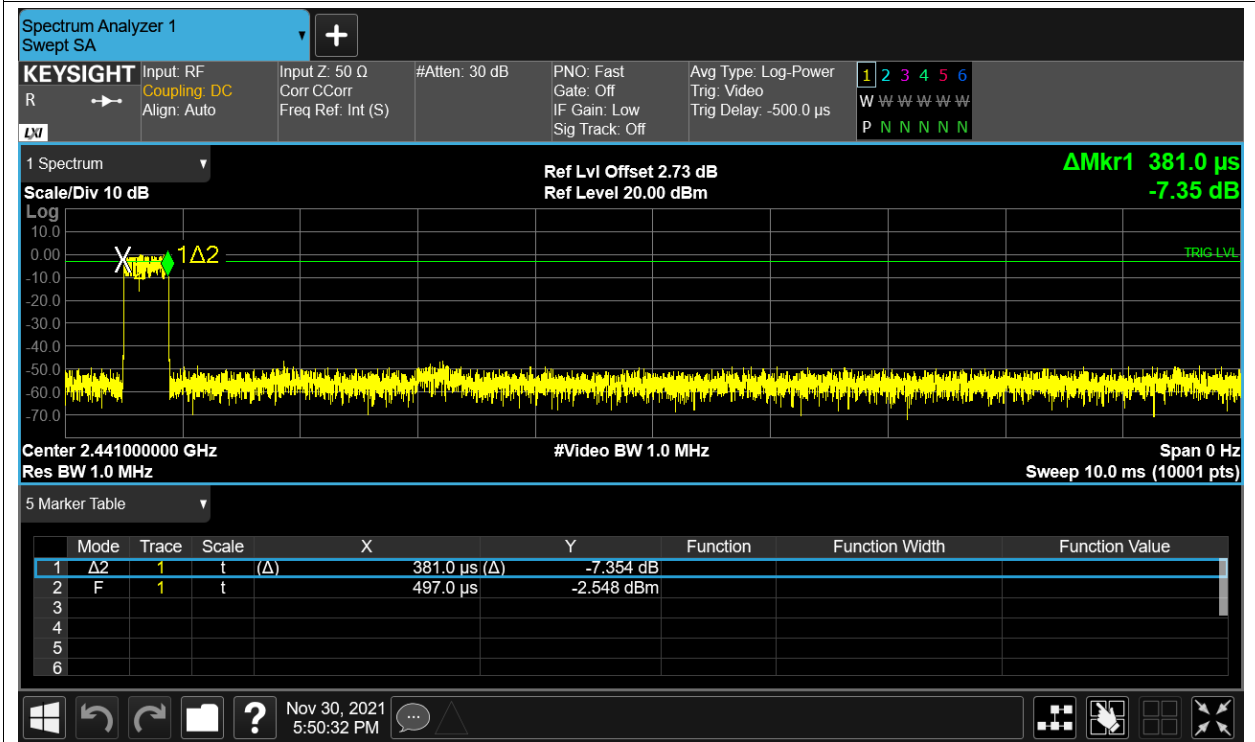 Spectrum Analyzer 1
Swept SA
+
KEYSIGHT
R
LXI
Input: RF
Coupling: DC
Align: Auto
Input Z: 50 Ω
Corr CCorr
Freq Ref: Int (S)
#Atten: 30 dB
PNO: Fast
Gate: Off
IF Gain: Low
Sig Track: Off
Avg Type: Log-Power
Trig: Video
Trig Delay: -500.0 µs
1 2 3 4 5 6
W W W W W W
P N N N N N
1 Spectrum
Scale/Div 10 dB
Ref Lvl Offset 2.73 dB
Ref Level 20.00 dBm
ΔMkr1 381.0 µs
-7.35 dB
Log
10.0
0.00
-10.0
-20.0
-30.0
-40.0
-50.0
-60.0
-70.0
X
1Δ2
TRIG LVL
Center 2.441000000 GHz
#Video BW 1.0 MHz
Span 0 Hz
Res BW 1.0 MHz
Sweep 10.0 ms (10001 pts)
5 Marker Table
Mode Trace Scale X Y Function Function Width Function Value
1 Δ2 1 t (Δ) 381.0 µs (Δ) -7.354 dB
2 F 1 t 497.0 µs -2.548 dBm
3
4
5
6
?
Nov 30, 2021
5:50:32 PM